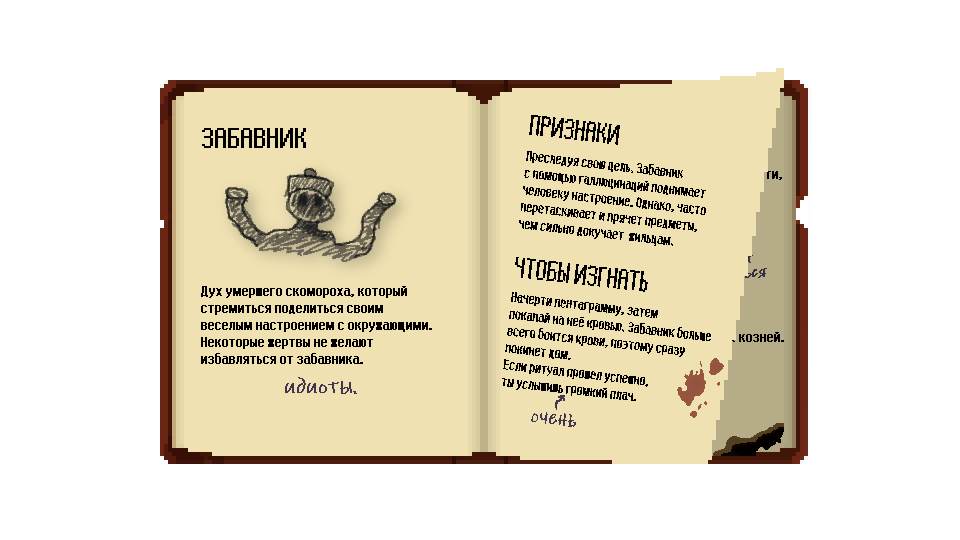 ЗАБАВНИК
Дух умершего скомороха, который
стремиться поделиться своим
веселым настроением с окружающими.
Некоторые жертвы не желают
избавляться от забавника.
идиоты.
ПРИЗНАКИ
Преследуя свою цель, Забавник
с помощью галлюцинаций поднимает
человеку настроение. Однако, часто
перетаскивает и прячет предметы,
чем сильно докучает жильцам.
ЧТОБЫ ИЗГНАТЬ
Начерти пентаграмму, затем
покапай на неё кровью. Забавник больше
всего боится крови, поэтому сразу
покинет дом.
Если ритуал прошел успешно,
ты услышишь громкий плач.
очень
ти,
ться
козней.